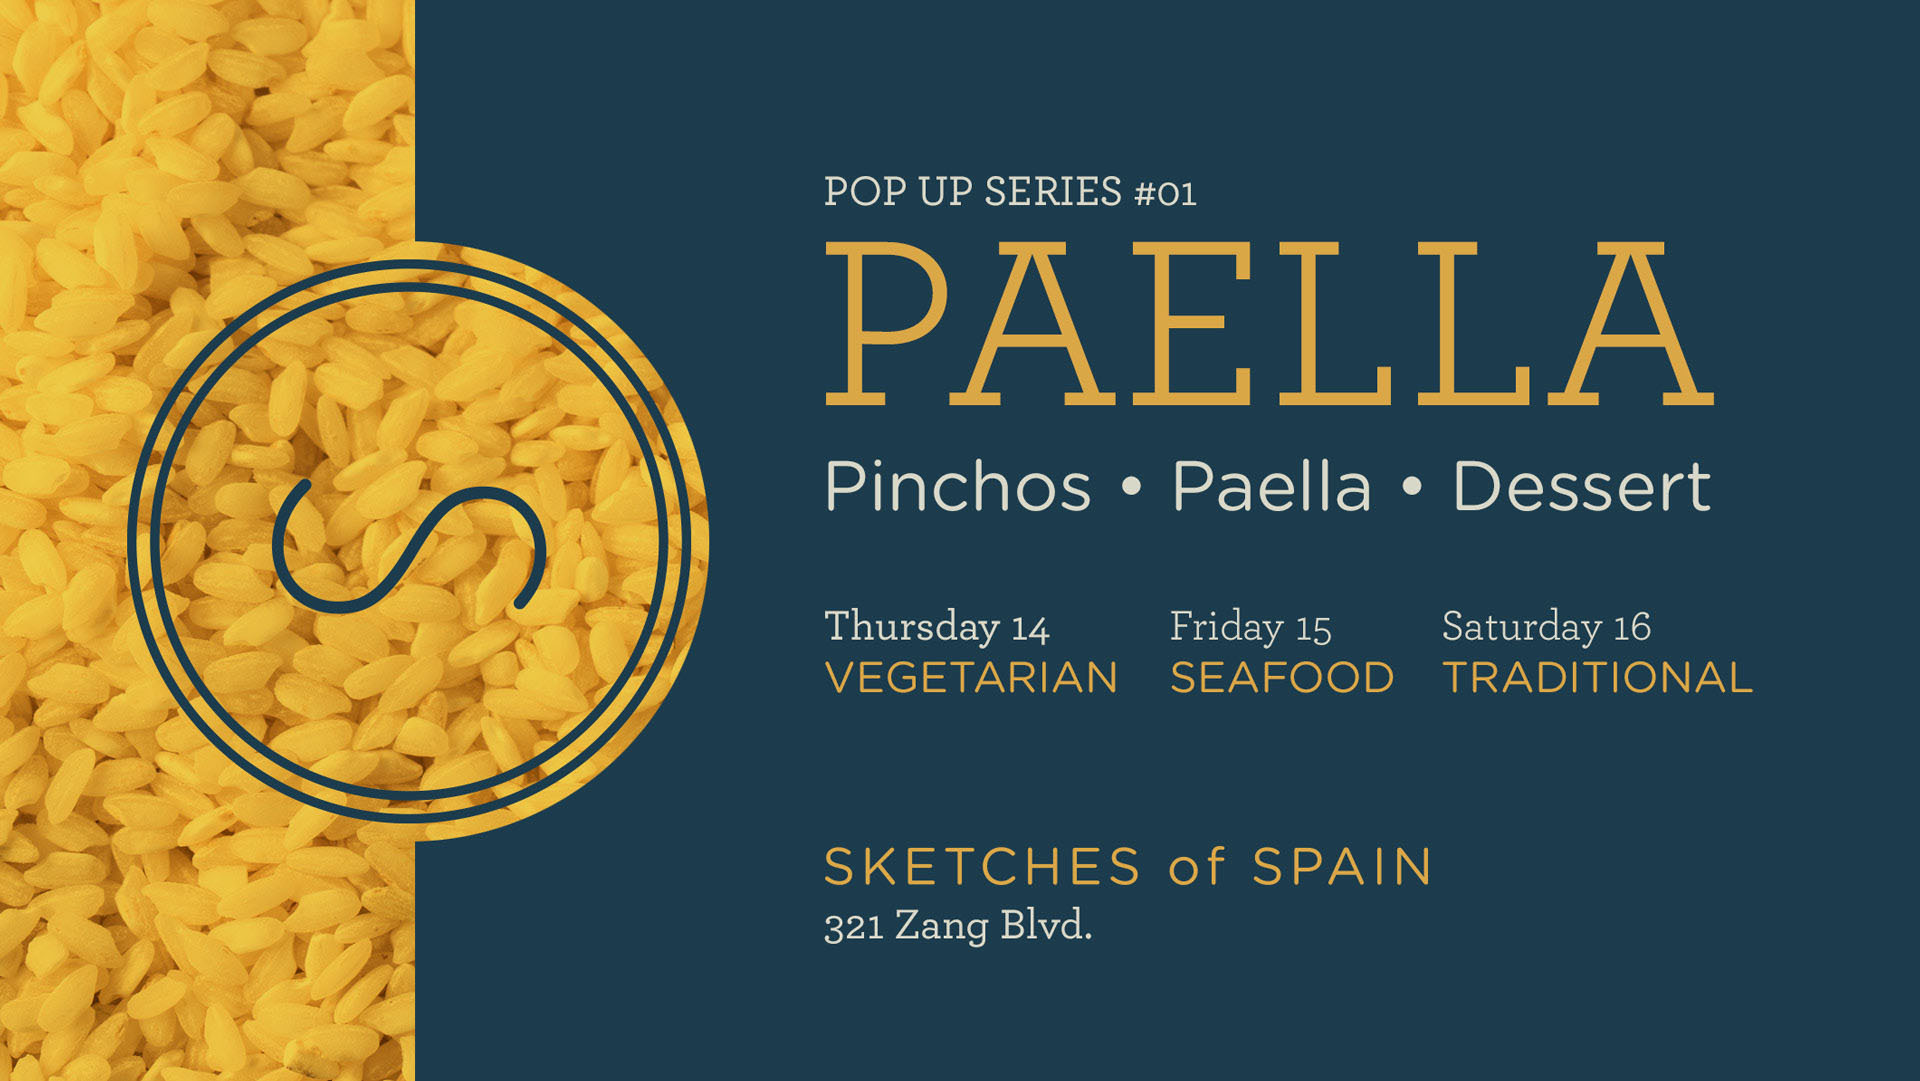 POP UP SERIES #01
PAELLA
Pinchos • Paella • Dessert
Thursday 14 Friday 15 Saturday 16
VEGETARIAN SEAFOOD TRADITIONAL
SKETCHES of SPAIN
321 Zang Blvd.